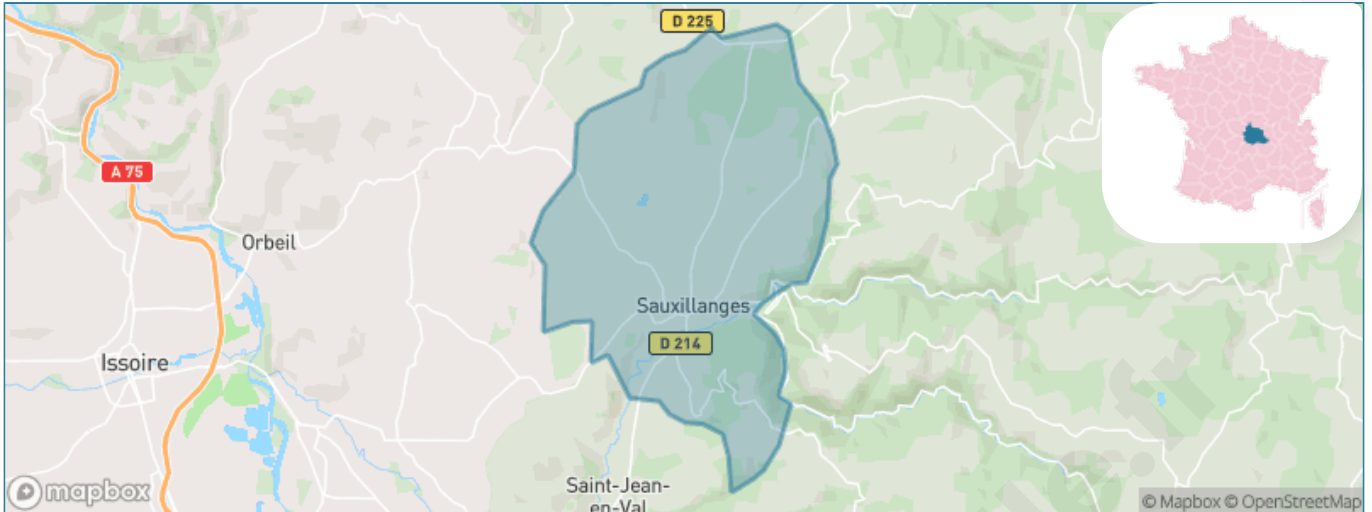 D 225
A 75
Orbeil
Sauxillanges
D 214
Issoire
Saint-Jean-
en-Val
mapbox
© Mapbox © OpenStreetMap